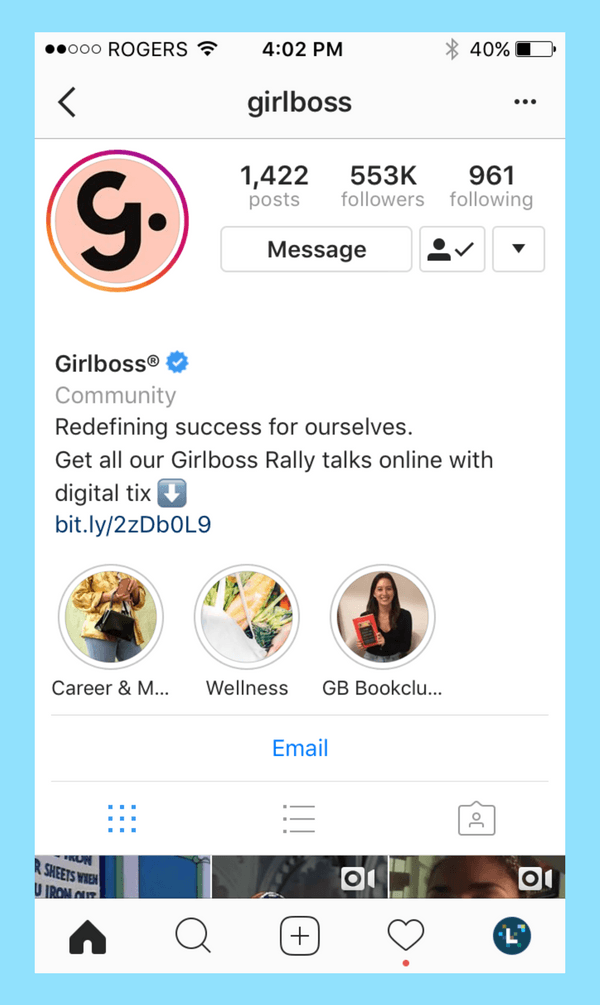 ROGERS 4:02 PM 40%
girlboss
g.
1,422 553K 961
posts followers following
Message
Girlboss®
Community
Redefining success for ourselves.
Get all our Girlboss Rally talks online with
digital tix
bit.ly/2zDb0L9
Career & M... Wellness GB Bookclu...
Email
R SHEETS WHEN
U IRON OUT
L